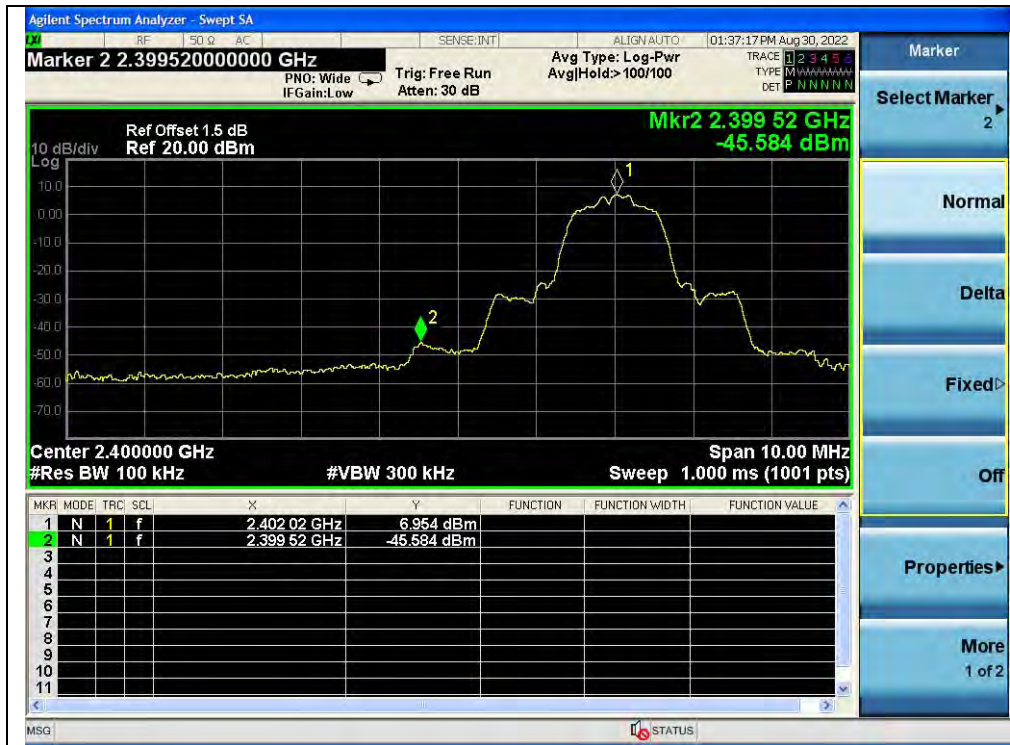 Agilent Spectrum Analyzer - Swept SA
LXI RF 50 Ω AC SENSE:INT ALIGN AUTO 01:37:17 PM Aug 30, 2022
Marker 2 2.399520000000 GHz
PNO: Wide
IFGain:Low
Trig: Free Run
Atten: 30 dB
Avg Type: Log-Pwr
Avg|Hold:>100/100
TRACE 1 2 3 4 5 6
TYPE M
DET P N N N N N
Mkr2 2.399 52 GHz
-45.584 dBm
Ref Offset 1.5 dB
10 dB/div Ref 20.00 dBm
Log
10.0
0.00
-10.0
-20.0
-30.0
-40.0
-50.0
-60.0
-70.0
1
2
Center 2.400000 GHz Span 10.00 MHz
#Res BW 100 kHz #VBW 300 kHz Sweep 1.000 ms (1001 pts)
MKR MODE TRC SCL X Y FUNCTION FUNCTION WIDTH FUNCTION VALUE
1 N 1 f 2.402 02 GHz 6.954 dBm
2 N 1 f 2.399 52 GHz -45.584 dBm
3
4
5
6
7
8
9
10
11
MSG STATUS
Marker
Select Marker
2
Normal
Delta
Fixed
Off
Properties
More
1 of 2